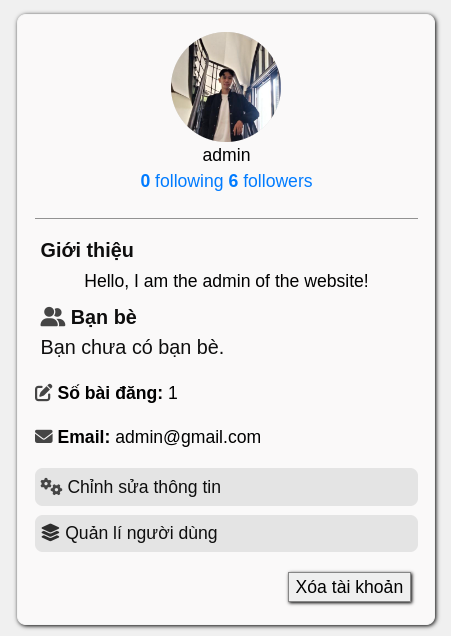 admin
0 following 6 followers
Giới thiệu
Hello, I am the admin of the website!
Bạn bè
Bạn chưa có bạn bè.
Số bài đăng: 1
Email: admin@gmail.com
Chỉnh sửa thông tin
Quản lí người dùng
Xóa tài khoản